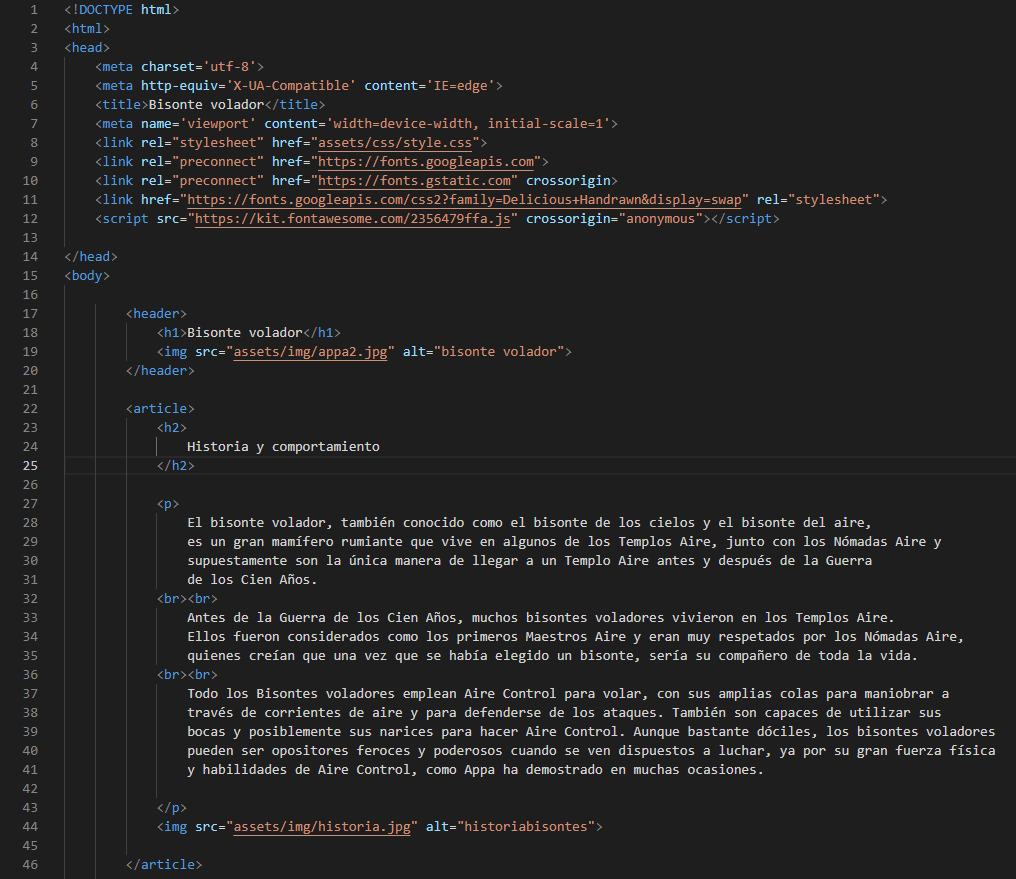 1 <!DOCTYPE html>
2 <html>
3 <head>
4 <meta charset='utf-8'>
5 <meta http-equiv='X-UA-Compatible' content='IE=edge'>
6 <title>Bisonte volador</title>
7 <meta name='viewport' content='width=device-width, initial-scale=1'>
8 <link rel="stylesheet" href="assets/css/style.css">
9 <link rel="preconnect" href="https://fonts.googleapis.com">
10 <link rel="preconnect" href="https://fonts.gstatic.com" crossorigin>
11 <link href="https://fonts.googleapis.com/css2?family=Delicious+Handrawn&display=swap" rel="stylesheet">
12 <script src="https://kit.fontawesome.com/2356479ffa.js" crossorigin="anonymous"></script>
13
14 </head>
15 <body>
16
17 <header>
18 <h1>Bisonte volador</h1>
19 <img src="assets/img/appa2.jpg" alt="bisonte volador">
20 </header>
21
22 <article>
23 <h2>
24 Historia y comportamiento
25 </h2>
26
27 <p>
28 El bisonte volador, también conocido como el bisonte de los cielos y el bisonte del aire,
29 es un gran mamífero rumiante que vive en algunos de los Templos Aire, junto con los Nómadas Aire y
30 supuestamente son la única manera de llegar a un Templo Aire antes y después de la Guerra
31 de los Cien Años.
32 <br><br>
33 Antes de la Guerra de los Cien Años, muchos bisontes voladores vivieron en los Templos Aire.
34 Ellos fueron considerados como los primeros Maestros Aire y eran muy respetados por los Nómadas Aire,
35 quienes creían que una vez que se había elegido un bisonte, sería su compañero de toda la vida.
36 <br><br>
37 Todo los Bisontes voladores emplean Aire Control para volar, con sus amplias colas para maniobrar a
38 través de corrientes de aire y para defenderse de los ataques. También son capaces de utilizar sus
39 bocas y posiblemente sus narices para hacer Aire Control. Aunque bastante dóciles, los bisontes voladores
40 pueden ser opositores feroces y poderosos cuando se ven dispuestos a luchar, ya por su gran fuerza física
41 y habilidades de Aire Control, como Appa ha demostrado en muchas ocasiones.
42
43 </p>
44 <img src="assets/img/historia.jpg" alt="historiabisontes">
45
46 </article>